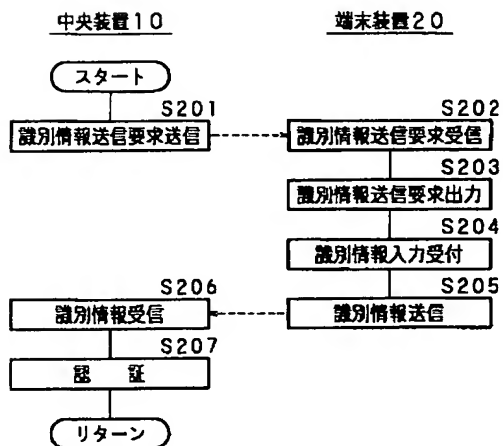 中央装置10 端末装置20
スタート
S201 S202
識別情報送信要求送信 識別情報送信要求受信
S203
識別情報送信要求出力
S204
識別情報入力受付
S206 S205
識別情報受信 識別情報送信
S207
認 証
リターン